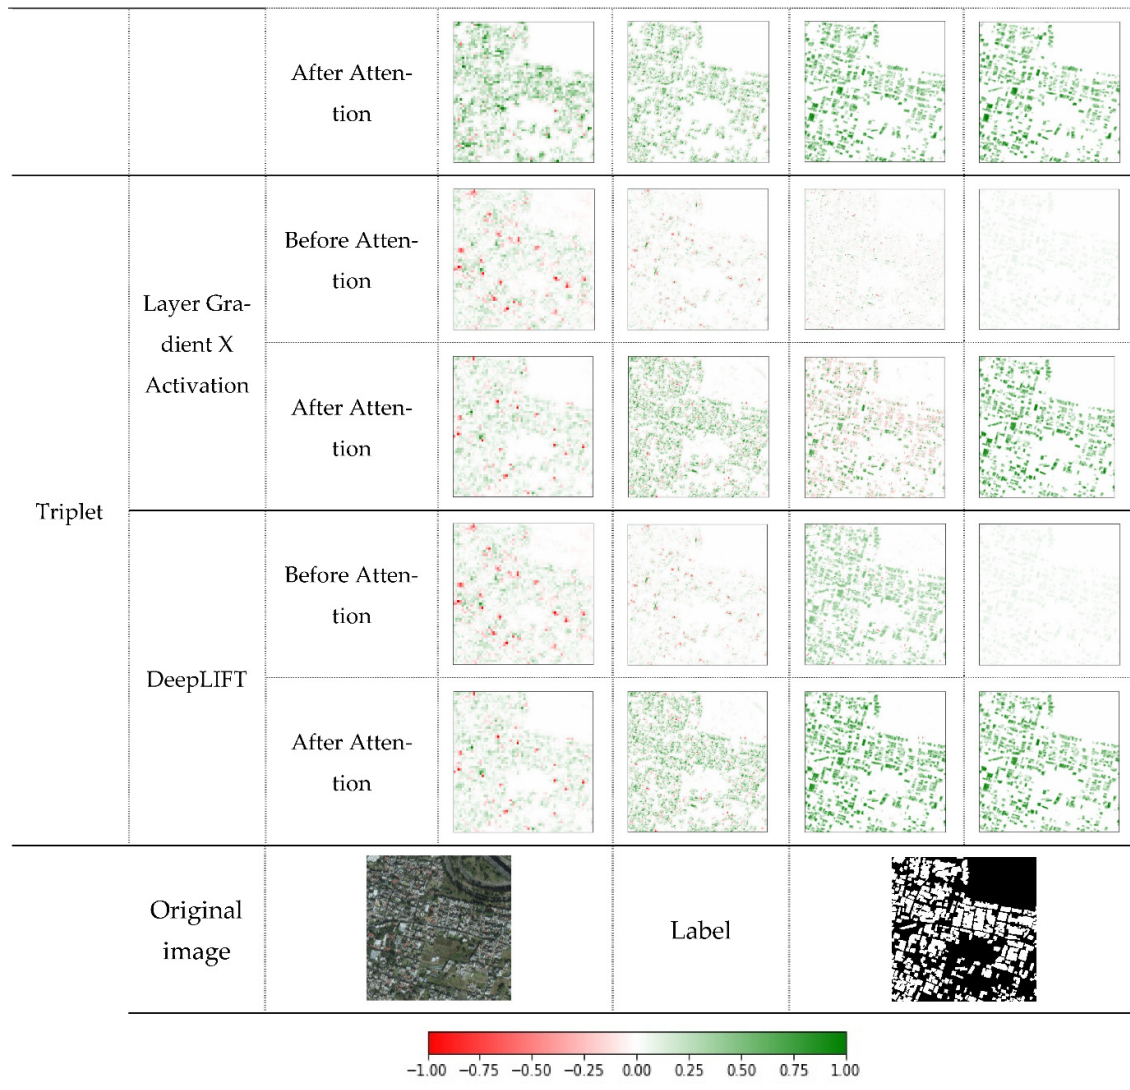 After Atten-
tion
Before Atten-
tion
Layer Gra-
dient X
Activation
After Atten-
tion
Triplet
Before Atten-
tion
DeepLIFT
After Atten-
tion
Original
image
Label
−1.00 −0.75 −0.50 −0.25 0.00 0.25 0.50 0.75 1.00